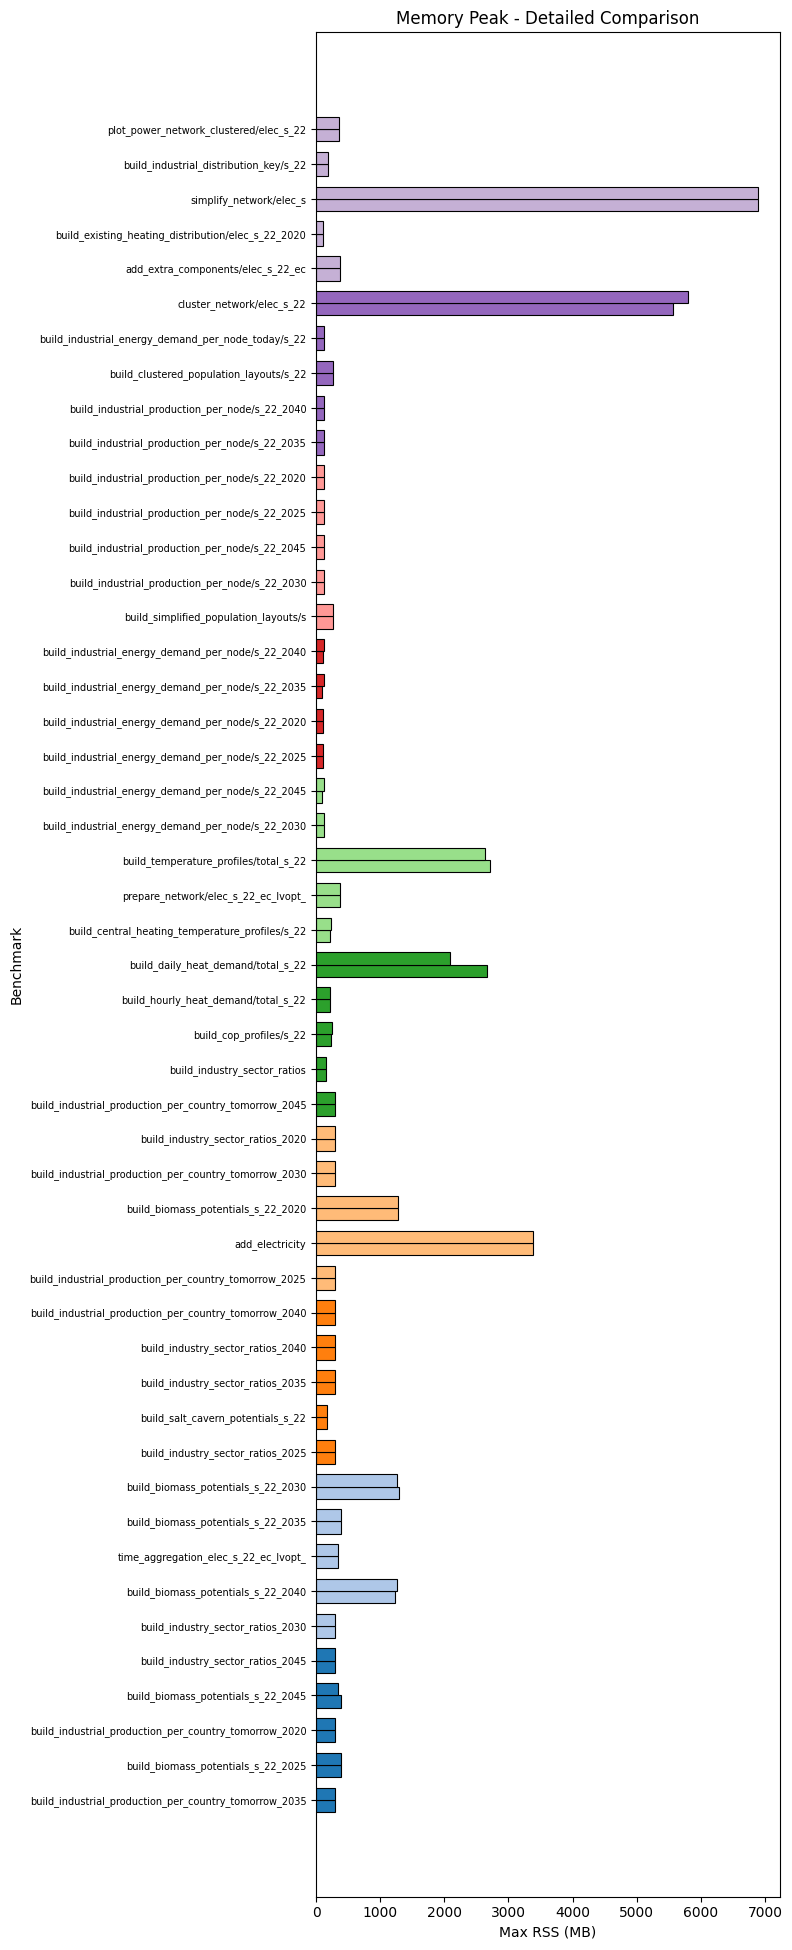 Memory Peak - Detailed Comparison
plot_power_network_clustered/elec_s_22
build_industrial_distribution_key/s_22
simplify_network/elec_s
build_existing_heating_distribution/elec_s_22_2020
add_extra_components/elec_s_22_ec
cluster_network/elec_s_22
build_industrial_energy_demand_per_node_today/s_22
build_clustered_population_layouts/s_22
build_industrial_production_per_node/s_22_2040
build_industrial_production_per_node/s_22_2035
build_industrial_production_per_node/s_22_2020
build_industrial_production_per_node/s_22_2025
build_industrial_production_per_node/s_22_2045
build_industrial_production_per_node/s_22_2030
build_simplified_population_layouts/s
build_industrial_energy_demand_per_node/s_22_2040
build_industrial_energy_demand_per_node/s_22_2035
build_industrial_energy_demand_per_node/s_22_2020
build_industrial_energy_demand_per_node/s_22_2025
build_industrial_energy_demand_per_node/s_22_2045
build_industrial_energy_demand_per_node/s_22_2030
build_temperature_profiles/total_s_22
prepare_network/elec_s_22_ec_lvopt_
build_central_heating_temperature_profiles/s_22
build_daily_heat_demand/total_s_22
build_hourly_heat_demand/total_s_22
build_cop_profiles/s_22
build_industry_sector_ratios
build_industrial_production_per_country_tomorrow_2045
build_industry_sector_ratios_2020
build_industrial_production_per_country_tomorrow_2030
build_biomass_potentials_s_22_2020
add_electricity
build_industrial_production_per_country_tomorrow_2025
build_industrial_production_per_country_tomorrow_2040
build_industry_sector_ratios_2040
build_industry_sector_ratios_2035
build_salt_cavern_potentials_s_22
build_industry_sector_ratios_2025
build_biomass_potentials_s_22_2030
build_biomass_potentials_s_22_2035
time_aggregation_elec_s_22_ec_lvopt_
build_biomass_potentials_s_22_2040
build_industry_sector_ratios_2030
build_industry_sector_ratios_2045
build_biomass_potentials_s_22_2045
build_industrial_production_per_country_tomorrow_2020
build_biomass_potentials_s_22_2025
build_industrial_production_per_country_tomorrow_2035
Benchmark
0 1000 2000 3000 4000 5000 6000 7000
Max RSS (MB)